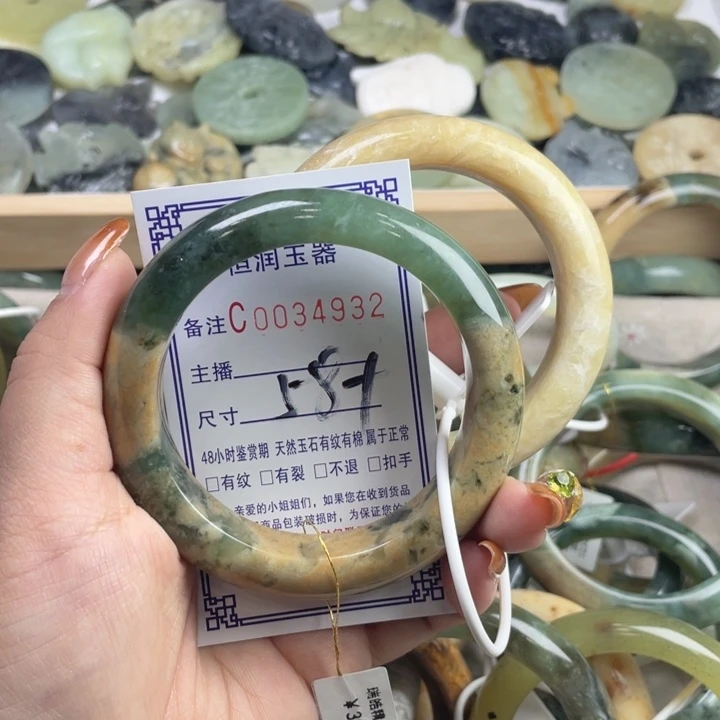 恒润玉器
备注C0034932
主播
尺寸 587
48小时鉴赏期 天然玉石有纹有棉属于正常
□有纹 □有裂 □不退 □扣手
亲爱的小姐姐们，如果您在收到货品
商品包装破损时，为保证您的